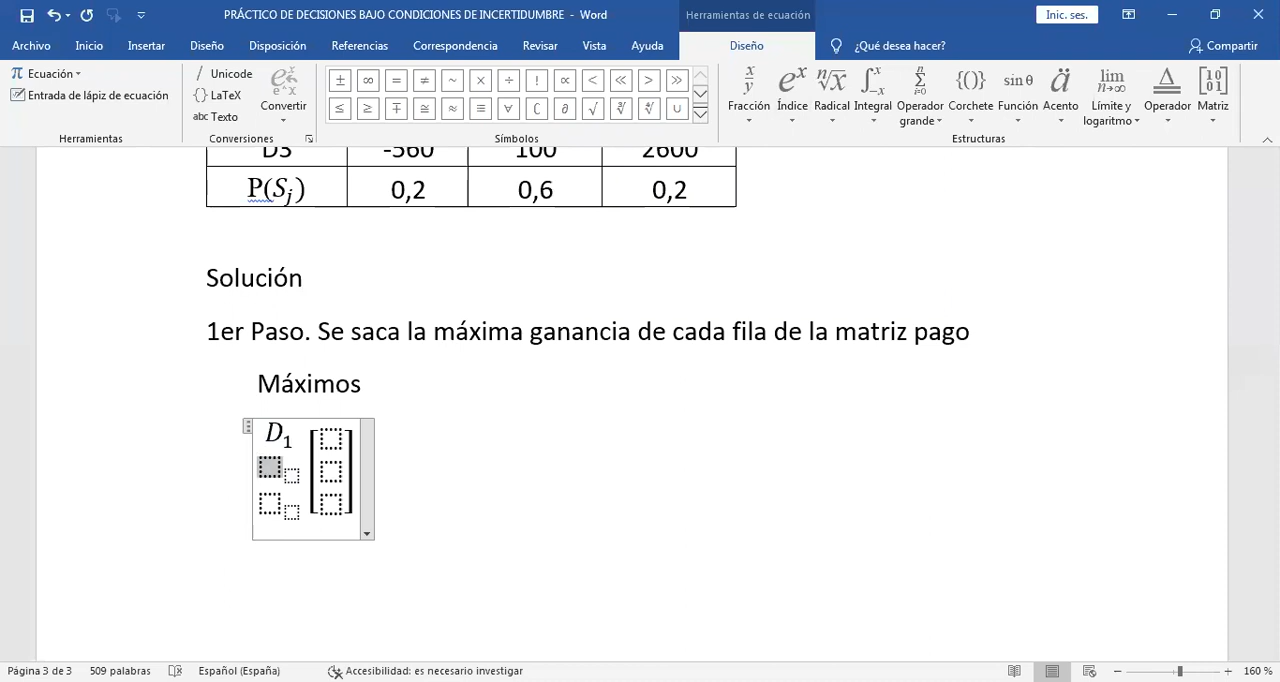 PRÁCTICO DE DECISIONES BAJO CONDICIONES DE INCERTIDUMBRE - Word
Herramientas de ecuación
Inic. ses.
Archivo Inicio Insertar Diseño Disposición Referencias Correspondencia Revisar Vista Ayuda Diseño ¿Qué desea hacer? Compartir
π Ecuación
Entrada de lápiz de ecuación
Herramientas
/ Unicode
{} LaTeX
abc Texto
Convertir
Conversiones
± ∞ = ≠ ~ × ÷ ! ∝ < ≪ > ≫
≤ ≥ ∓ ≅ ≈ ≡ ∀ ∁ ∂ √ ∛ ∜ ∪
Símbolos
Fracción Índice Radical Integral Operador grande Corchete Función Acento Límite y logaritmo Operador Matriz
Estructuras
D3 -560 100 2600
P(Sj) 0,2 0,6 0,2
Solución
1er Paso. Se saca la máxima ganancia de cada fila de la matriz pago
Máximos
D1
Página 3 de 3 509 palabras Español (España) Accesibilidad: es necesario investigar 160 %